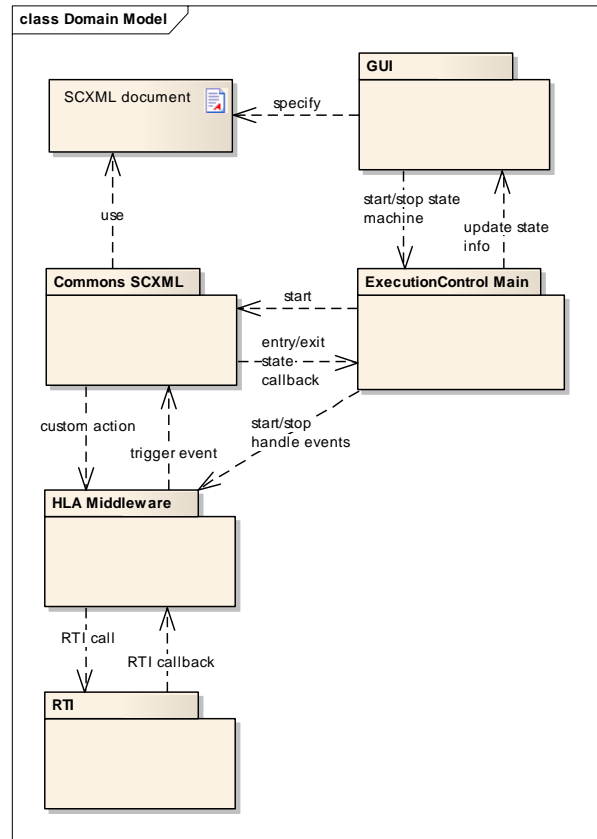 class Domain Model
SCXML document
GUI
specify
start/stop state
machine
update state
info
use
Commons SCXML
ExecutionControl Main
start
entry/exit
state
callback
custom action
trigger event
start/stop
handle events
HLA Middleware
RTI call
RTI callback
RTI